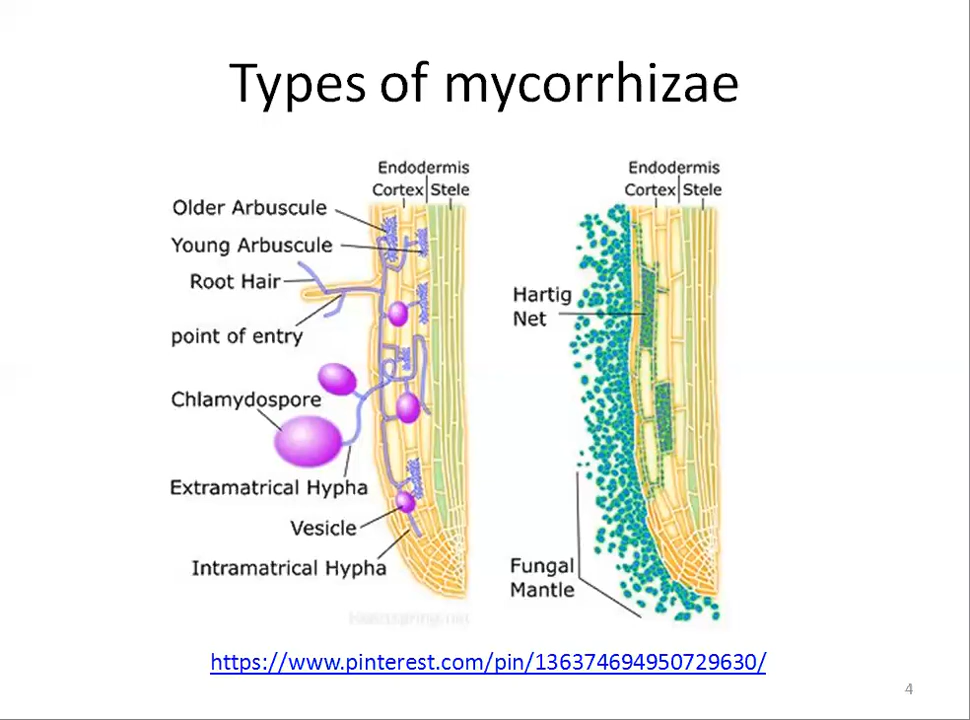 Types of mycorrhizae
Endodermis
Cortex Stele
Older Arbuscule
Young Arbuscule
Root Hair
point of entry
Chlamydospore
Extramatrical Hypha
Vesicle
Intramatrical Hypha
Endodermis
Cortex Stele
Hartig
Net
Fungal
Mantle
https://www.pinterest.com/pin/136374694950729630/
4